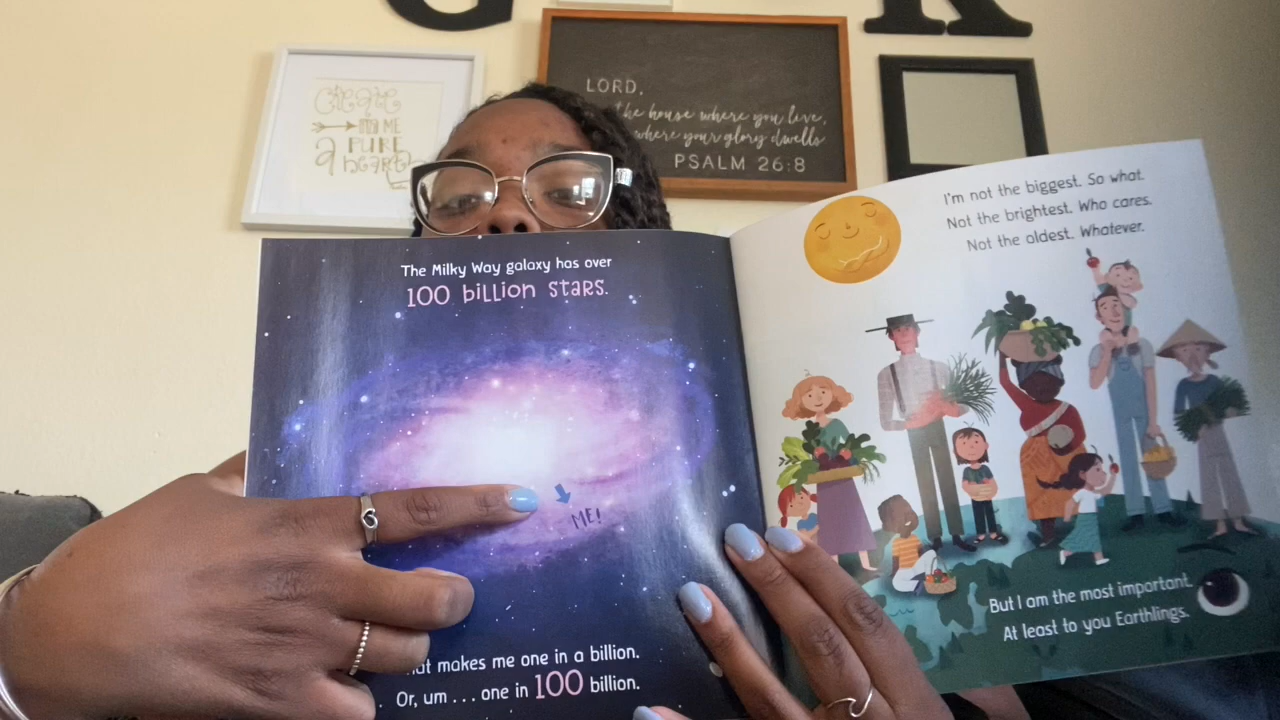 G K
create
IN ME
a PURE
heart
LORD,
the house where you live,
where your glory dwells
PSALM 26:8
The Milky Way galaxy has over
100 billion stars.
ME!
makes me one in a billion.
Or, um . . . one in 100 billion.
I'm not the biggest. So what.
Not the brightest. Who cares.
Not the oldest. Whatever.
But I am the most important.
At least to you Earthlings.